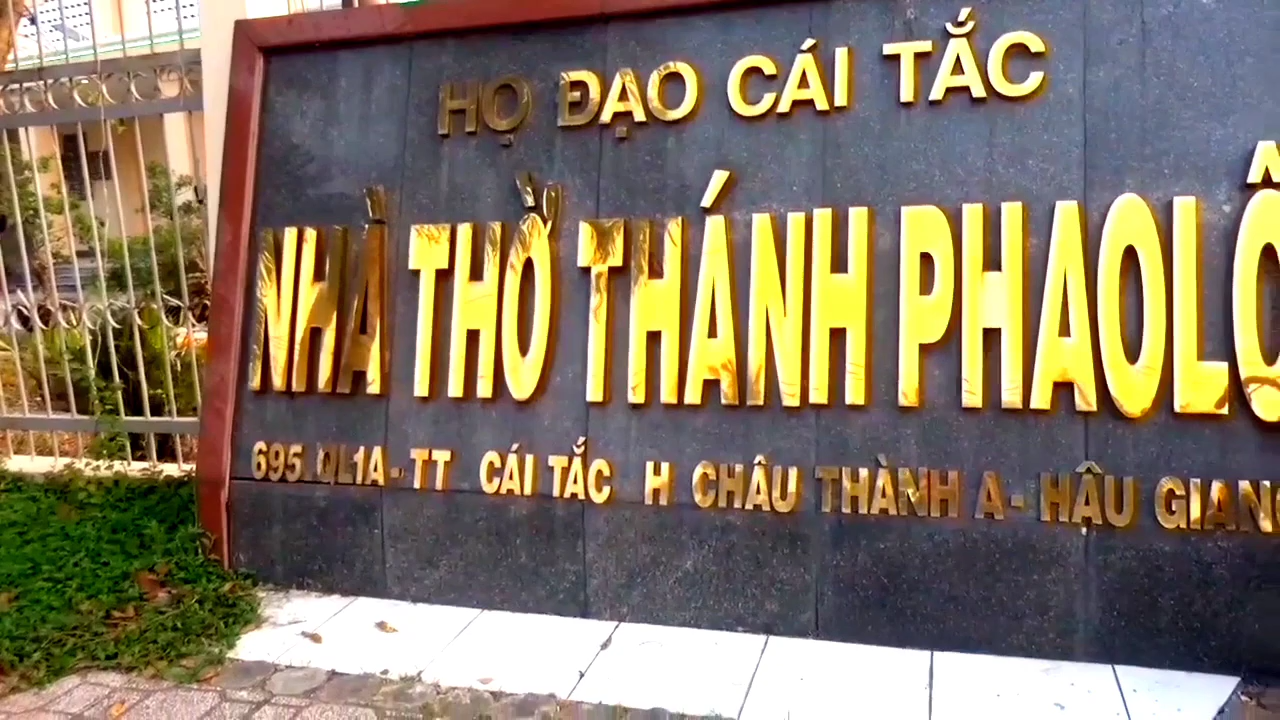 HỌ ĐẠO CÁI TẮC
NHÀ THỜ THÁNH PHAOLÔ
695 QL1A - TT CÁI TẮC H CHÂU THÀNH A - HẬU GIANG